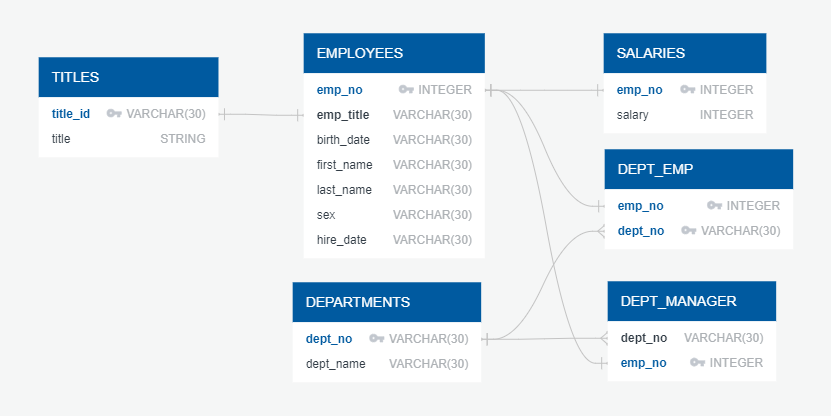 TITLES
title_id VARCHAR(30)
title STRING
EMPLOYEES
emp_no INTEGER
emp_title VARCHAR(30)
birth_date VARCHAR(30)
first_name VARCHAR(30)
last_name VARCHAR(30)
sex VARCHAR(30)
hire_date VARCHAR(30)
SALARIES
emp_no INTEGER
salary INTEGER
DEPT_EMP
emp_no INTEGER
dept_no VARCHAR(30)
DEPARTMENTS
dept_no VARCHAR(30)
dept_name VARCHAR(30)
DEPT_MANAGER
dept_no VARCHAR(30)
emp_no INTEGER